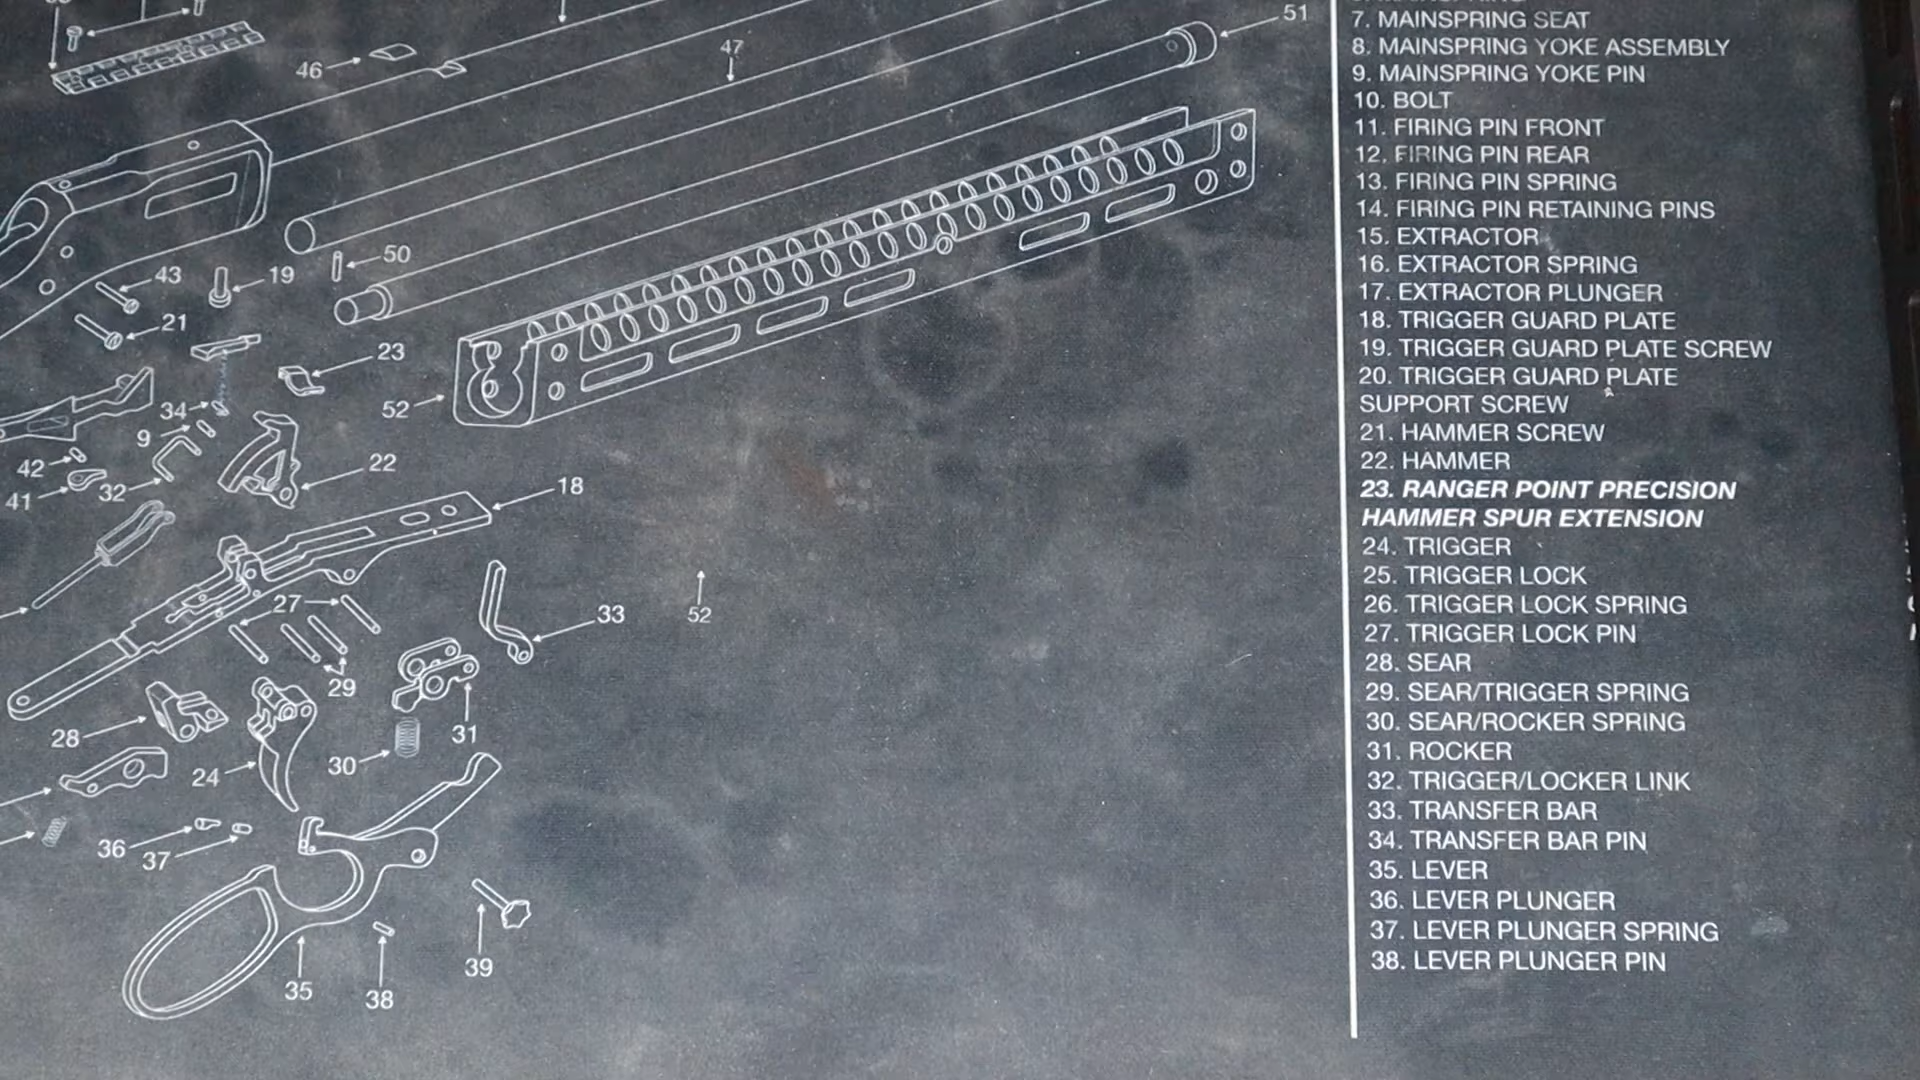 51
47
46
43
19
50
21
23
34
52
9
42
22
41
32
18
27
33
52
29
28
31
24
30
36
37
35
38
39
7. MAINSPRING SEAT
8. MAINSPRING YOKE ASSEMBLY
9. MAINSPRING YOKE PIN
10. BOLT
11. FIRING PIN FRONT
12. FIRING PIN REAR
13. FIRING PIN SPRING
14. FIRING PIN RETAINING PINS
15. EXTRACTOR
16. EXTRACTOR SPRING
17. EXTRACTOR PLUNGER
18. TRIGGER GUARD PLATE
19. TRIGGER GUARD PLATE SCREW
20. TRIGGER GUARD PLATE
SUPPORT SCREW
21. HAMMER SCREW
22. HAMMER
23. RANGER POINT PRECISION
HAMMER SPUR EXTENSION
24. TRIGGER
25. TRIGGER LOCK
26. TRIGGER LOCK SPRING
27. TRIGGER LOCK PIN
28. SEAR
29. SEAR/TRIGGER SPRING
30. SEAR/ROCKER SPRING
31. ROCKER
32. TRIGGER/LOCKER LINK
33. TRANSFER BAR
34. TRANSFER BAR PIN
35. LEVER
36. LEVER PLUNGER
37. LEVER PLUNGER SPRING
38. LEVER PLUNGER PIN